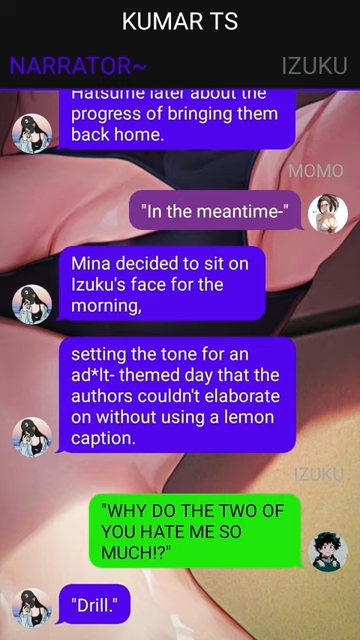 KUMAR TS
NARRATOR~
IZUKU
Hatsume later about the
progress of bringing them
back home.
MOMO
"In the meantime-"
Mina decided to sit on
Izuku's face for the
morning,
setting the tone for an
ad*lt- themed day that the
authors couldn't elaborate
on without using a lemon
caption.
IZUKU
"WHY DO THE TWO OF
YOU HATE ME SO
MUCH!?"
"Drill."